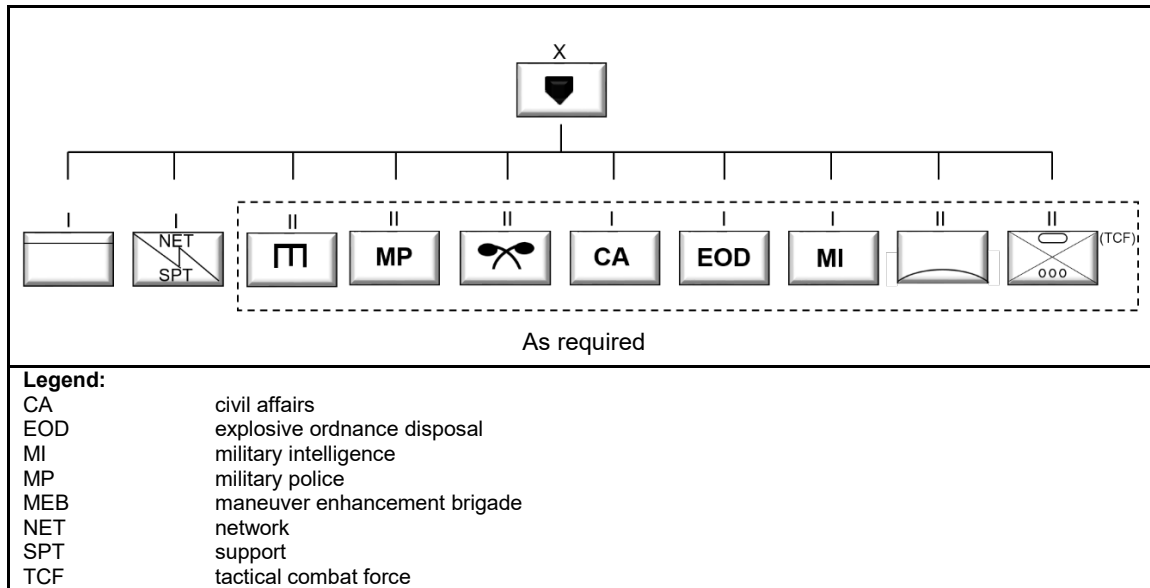 X
I I II II II I I I II II
NET SPT MP CA EOD MI (TCF)
ooo
As required
Legend:
CA civil affairs
EOD explosive ordnance disposal
MI military intelligence
MP military police
MEB maneuver enhancement brigade
NET network
SPT support
TCF tactical combat force